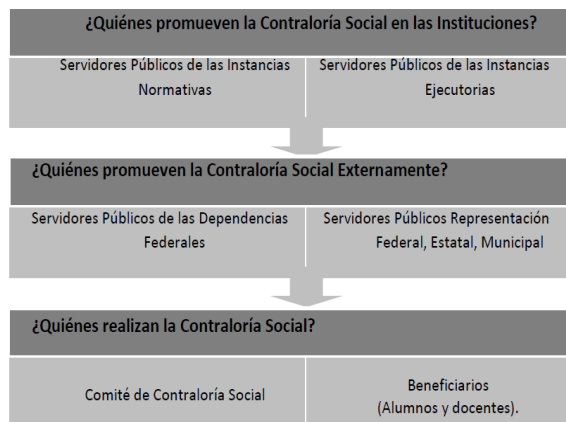 ¿Quiénes promueven la Contraloría Social en las Instituciones?
Servidores Públicos de las Instancias
Normativas
Servidores Públicos de las Instancias
Ejecutorias
¿Quiénes promueven la Contraloría Social Externamente?
Servidores Públicos de las Dependencias
Federales
Servidores Públicos Representación
Federal, Estatal, Municipal
¿Quiénes realizan la Contraloría Social?
Comité de Contraloría Social
Beneficiarios
(Alumnos y docentes).